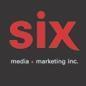 six
media + marketing inc.